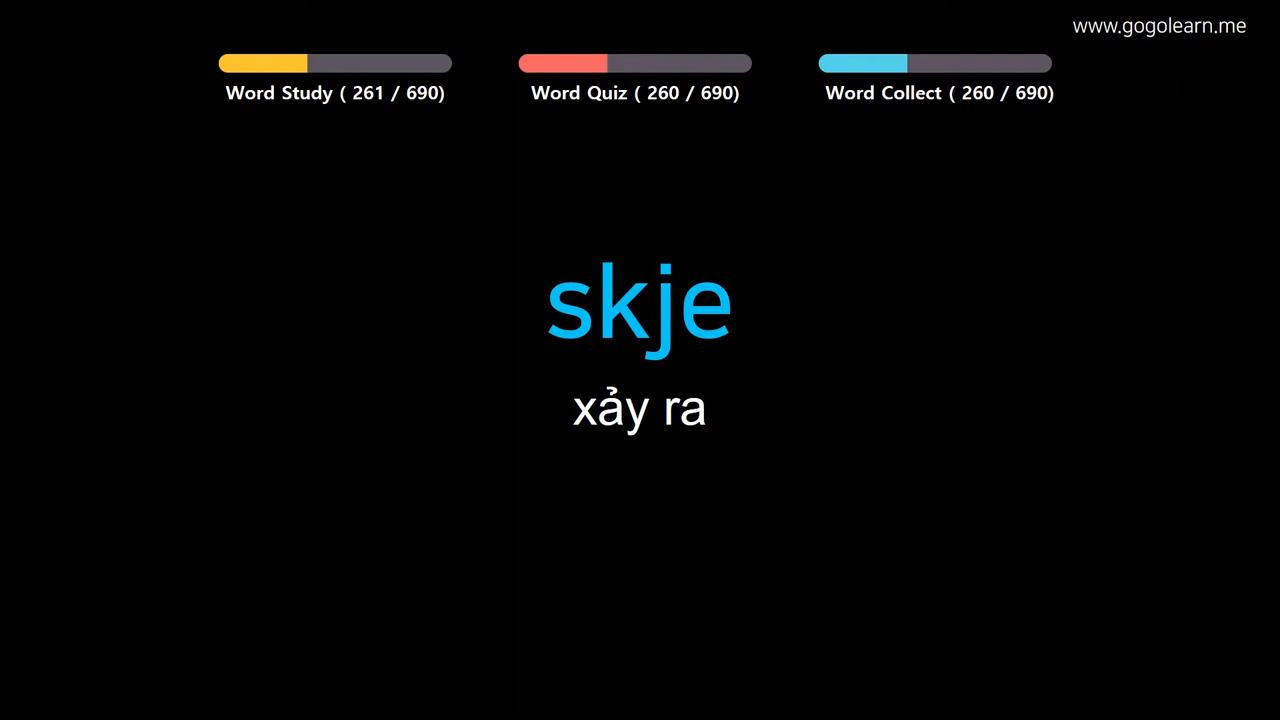 www.gogolearn.me
Word Study ( 261 / 690)
Word Quiz ( 260 / 690)
Word Collect ( 260 / 690)
skje
xảy ra